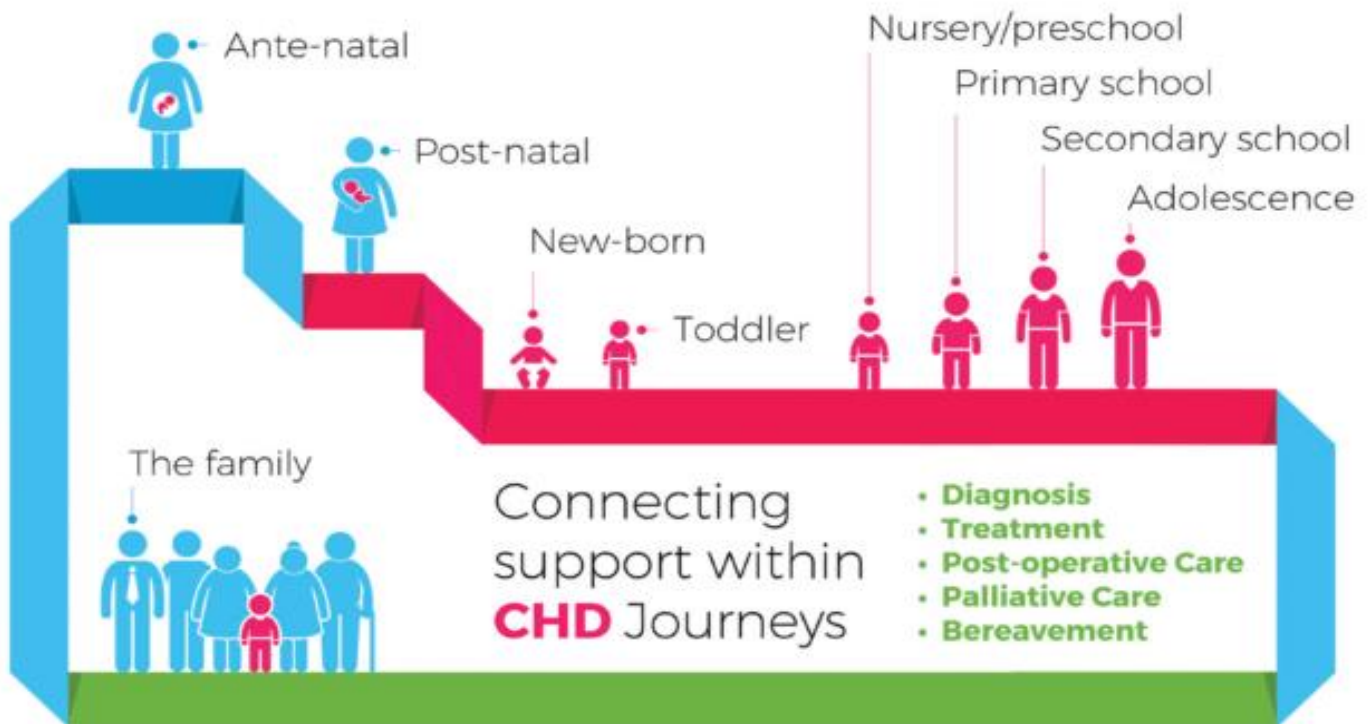 Ante-natal
Post-natal
New-born
Toddler
Nursery/preschool
Primary school
Secondary school
Adolescence
The family
Connecting
support within
CHD Journeys
• Diagnosis
• Treatment
• Post-operative Care
• Palliative Care
• Bereavement